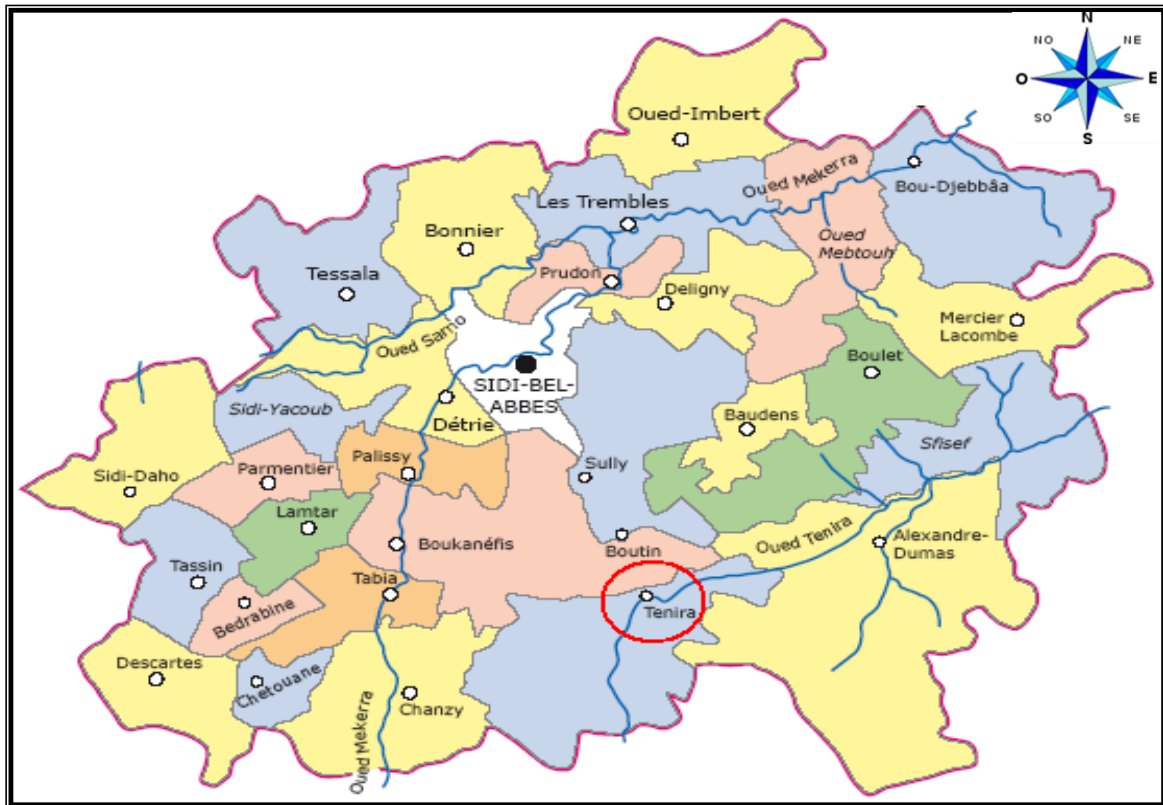 N
NO
NE
O
E
SO
SE
S
Oued-Imbert
Oued Mekerra
Bou-Djebbâa
Les Trembles
Bonnier
Oued
Mebtouh
Tessala
Prudon
Deligny
Mercier
Lacombe
Oued Sarno
Boulet
SIDI-BEL-
ABBES
Sidi-Yacoub
Détrie
Baudens
Sfisef
Palissy
Parmentier
Sully
Sidi-Daho
Lamtar
Oued Tenira
Alexandre-
Dumas
Boukanéfis
Boutin
Tassin
Tabia
Bedrabine
Tenira
Descartes
Chetouane
Chanzy
Oued Mekerra